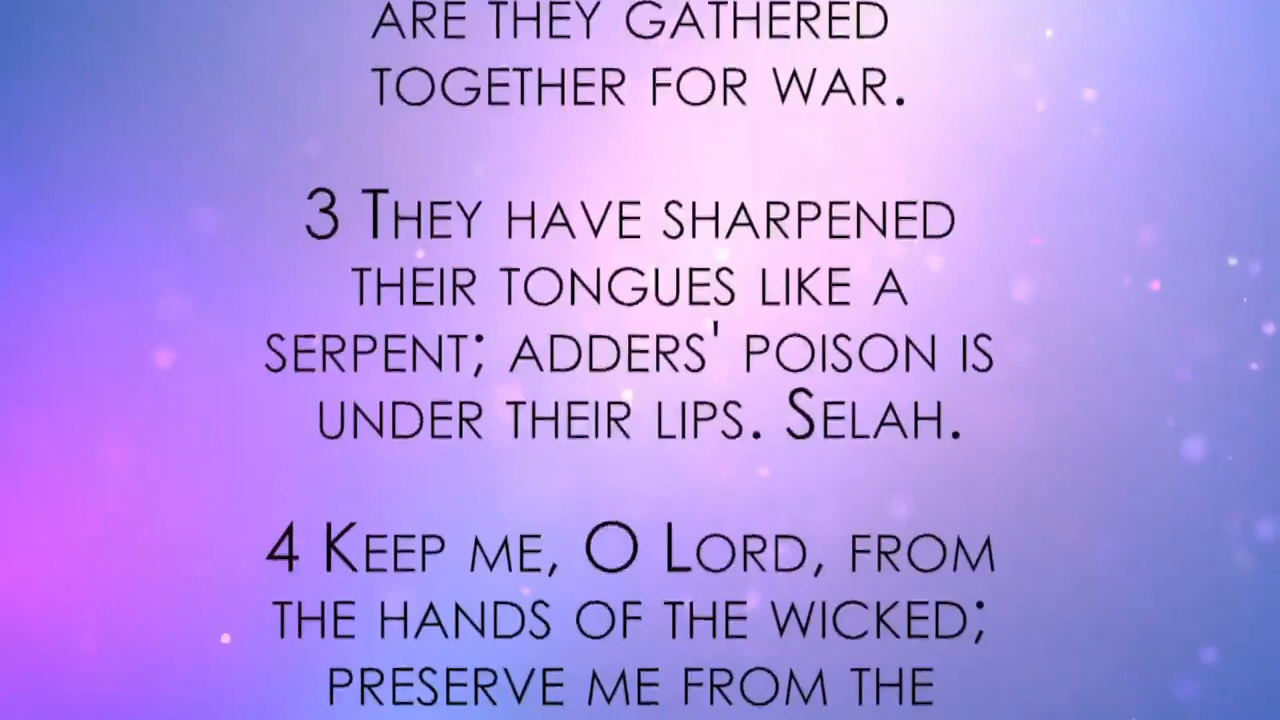 ARE THEY GATHERED
TOGETHER FOR WAR.
3 THEY HAVE SHARPENED
THEIR TONGUES LIKE A
SERPENT; ADDERS' POISON IS
UNDER THEIR LIPS. SELAH.
4 KEEP ME, O LORD, FROM
THE HANDS OF THE WICKED;
PRESERVE ME FROM THE